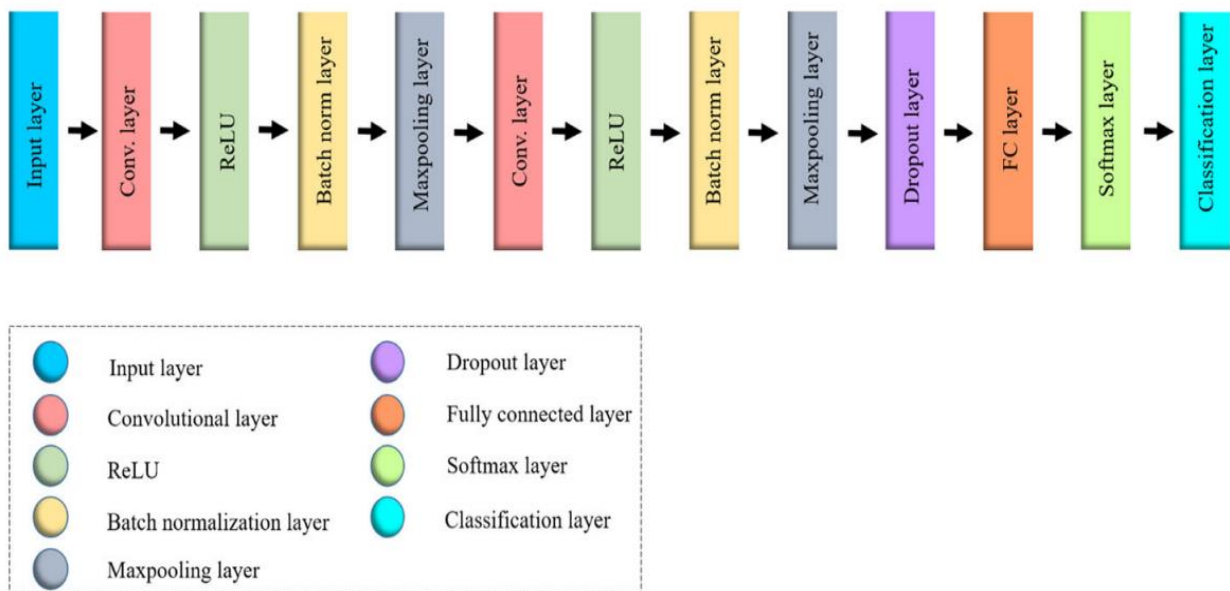 Input layer
Conv. layer
ReLU
Batch norm layer
Maxpooling layer
Conv. layer
ReLU
Batch norm layer
Maxpooling layer
Dropout layer
FC layer
Softmax layer
Classification layer
Input layer
Convolutional layer
ReLU
Batch normalization layer
Maxpooling layer
Dropout layer
Fully connected layer
Softmax layer
Classification layer